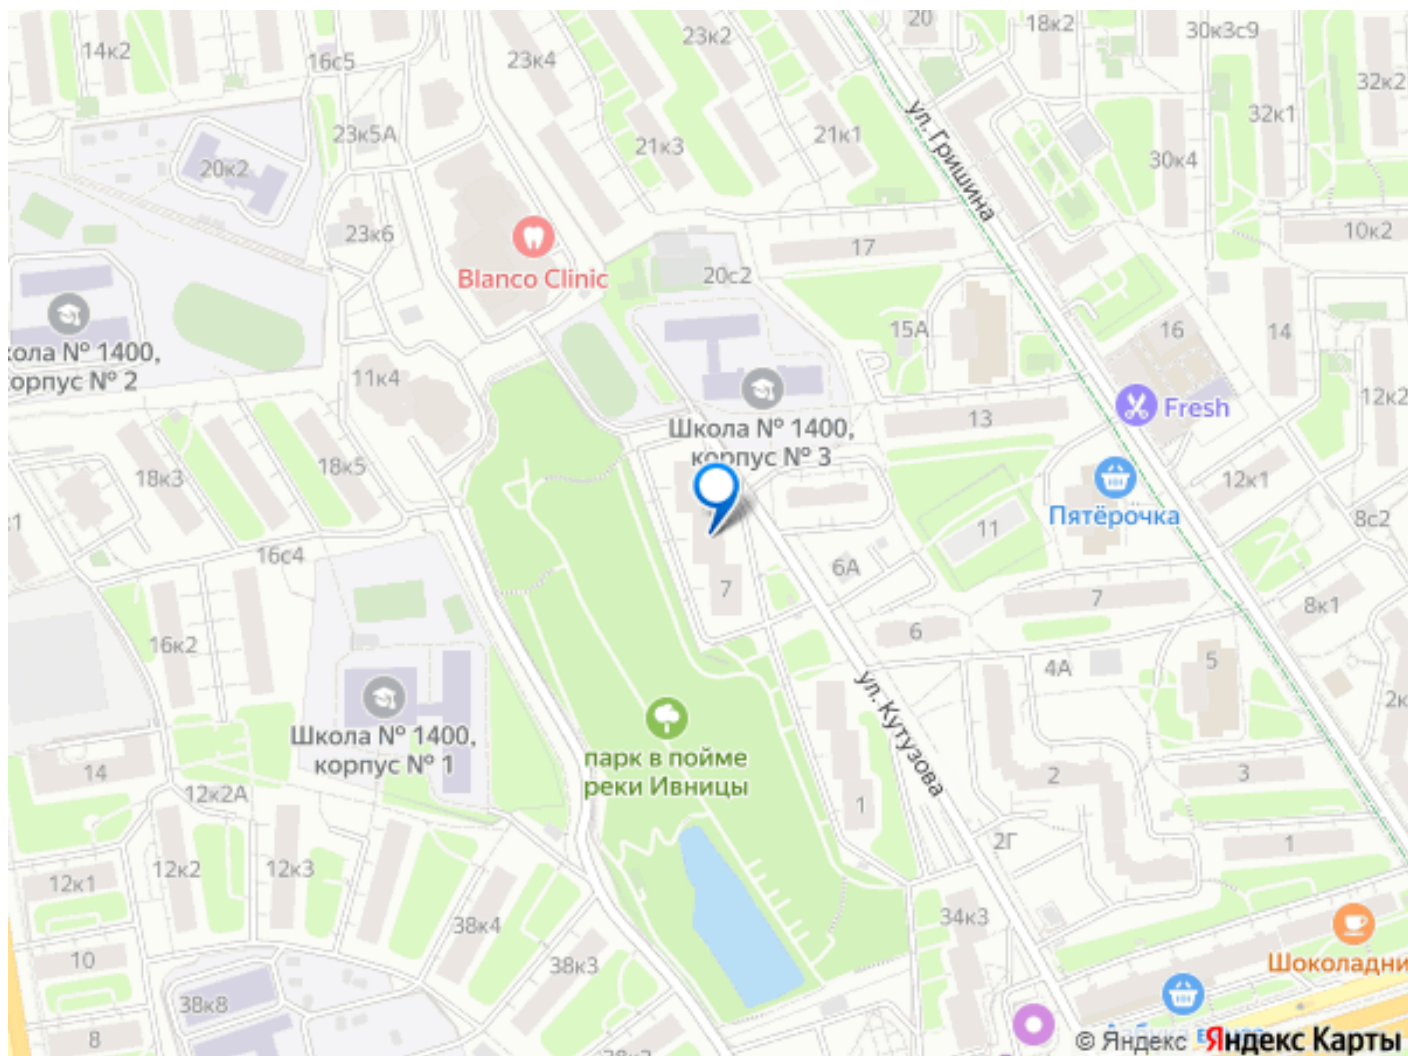 20
18к2
30к3с9
14к2
16с5
23к4
23к2
32к2
32к1
23к5А
21к3
21к1
ул. Гришина
30к4
20к2
23к6
17
10к2
Blanco Clinic
20с2
15А
16
14
кола № 1400,
корпус № 2
11к4
Школа № 1400,
корпус № 3
13
Fresh
12к2
18к3
18к5
12к1
Пятёрочка
8с2
к1
16с4
11
6А
7
7
8к1
16к2
6
4А
5
2к
ул. Кутузова
Школа № 1400,
корпус № 1
парк в пойме
реки Ивницы
14
12к2А
1
2
3
2Г
1
12к1
12к2
12к3
38к4
34к3
10
38к3
Шоколадни
38к8
8
© Яндекс Яндекс Карты